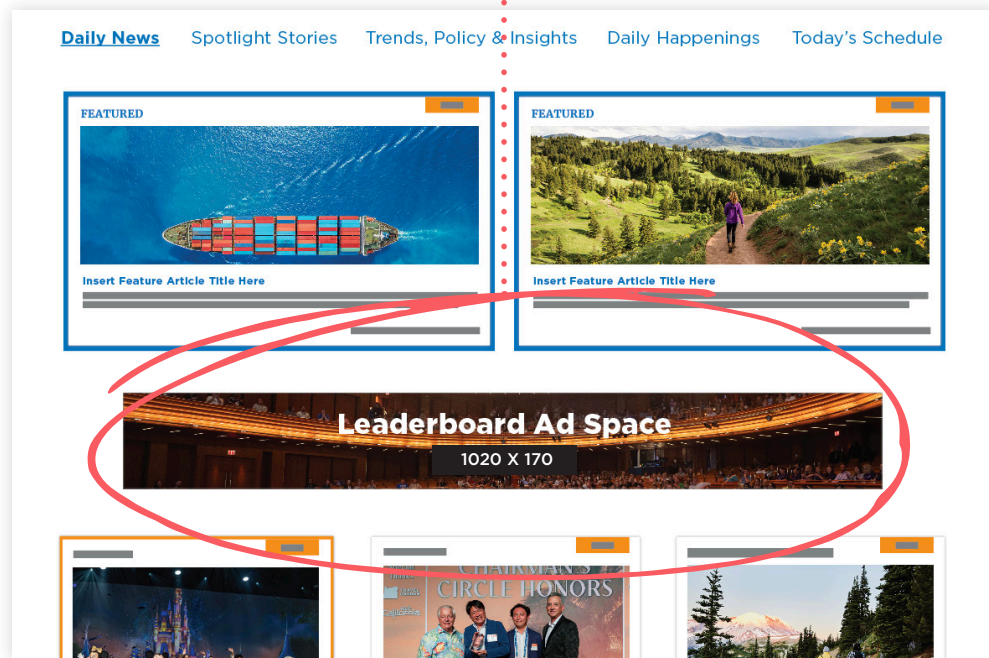 Daily News Spotlight Stories Trends, Policy & Insights Daily Happenings Today's Schedule
FEATURED
Insert Feature Article Title Here
FEATURED
Insert Feature Article Title Here
Leaderboard Ad Space
1020 X 170
CHAIRMAN'S
CIRCLE HONORS